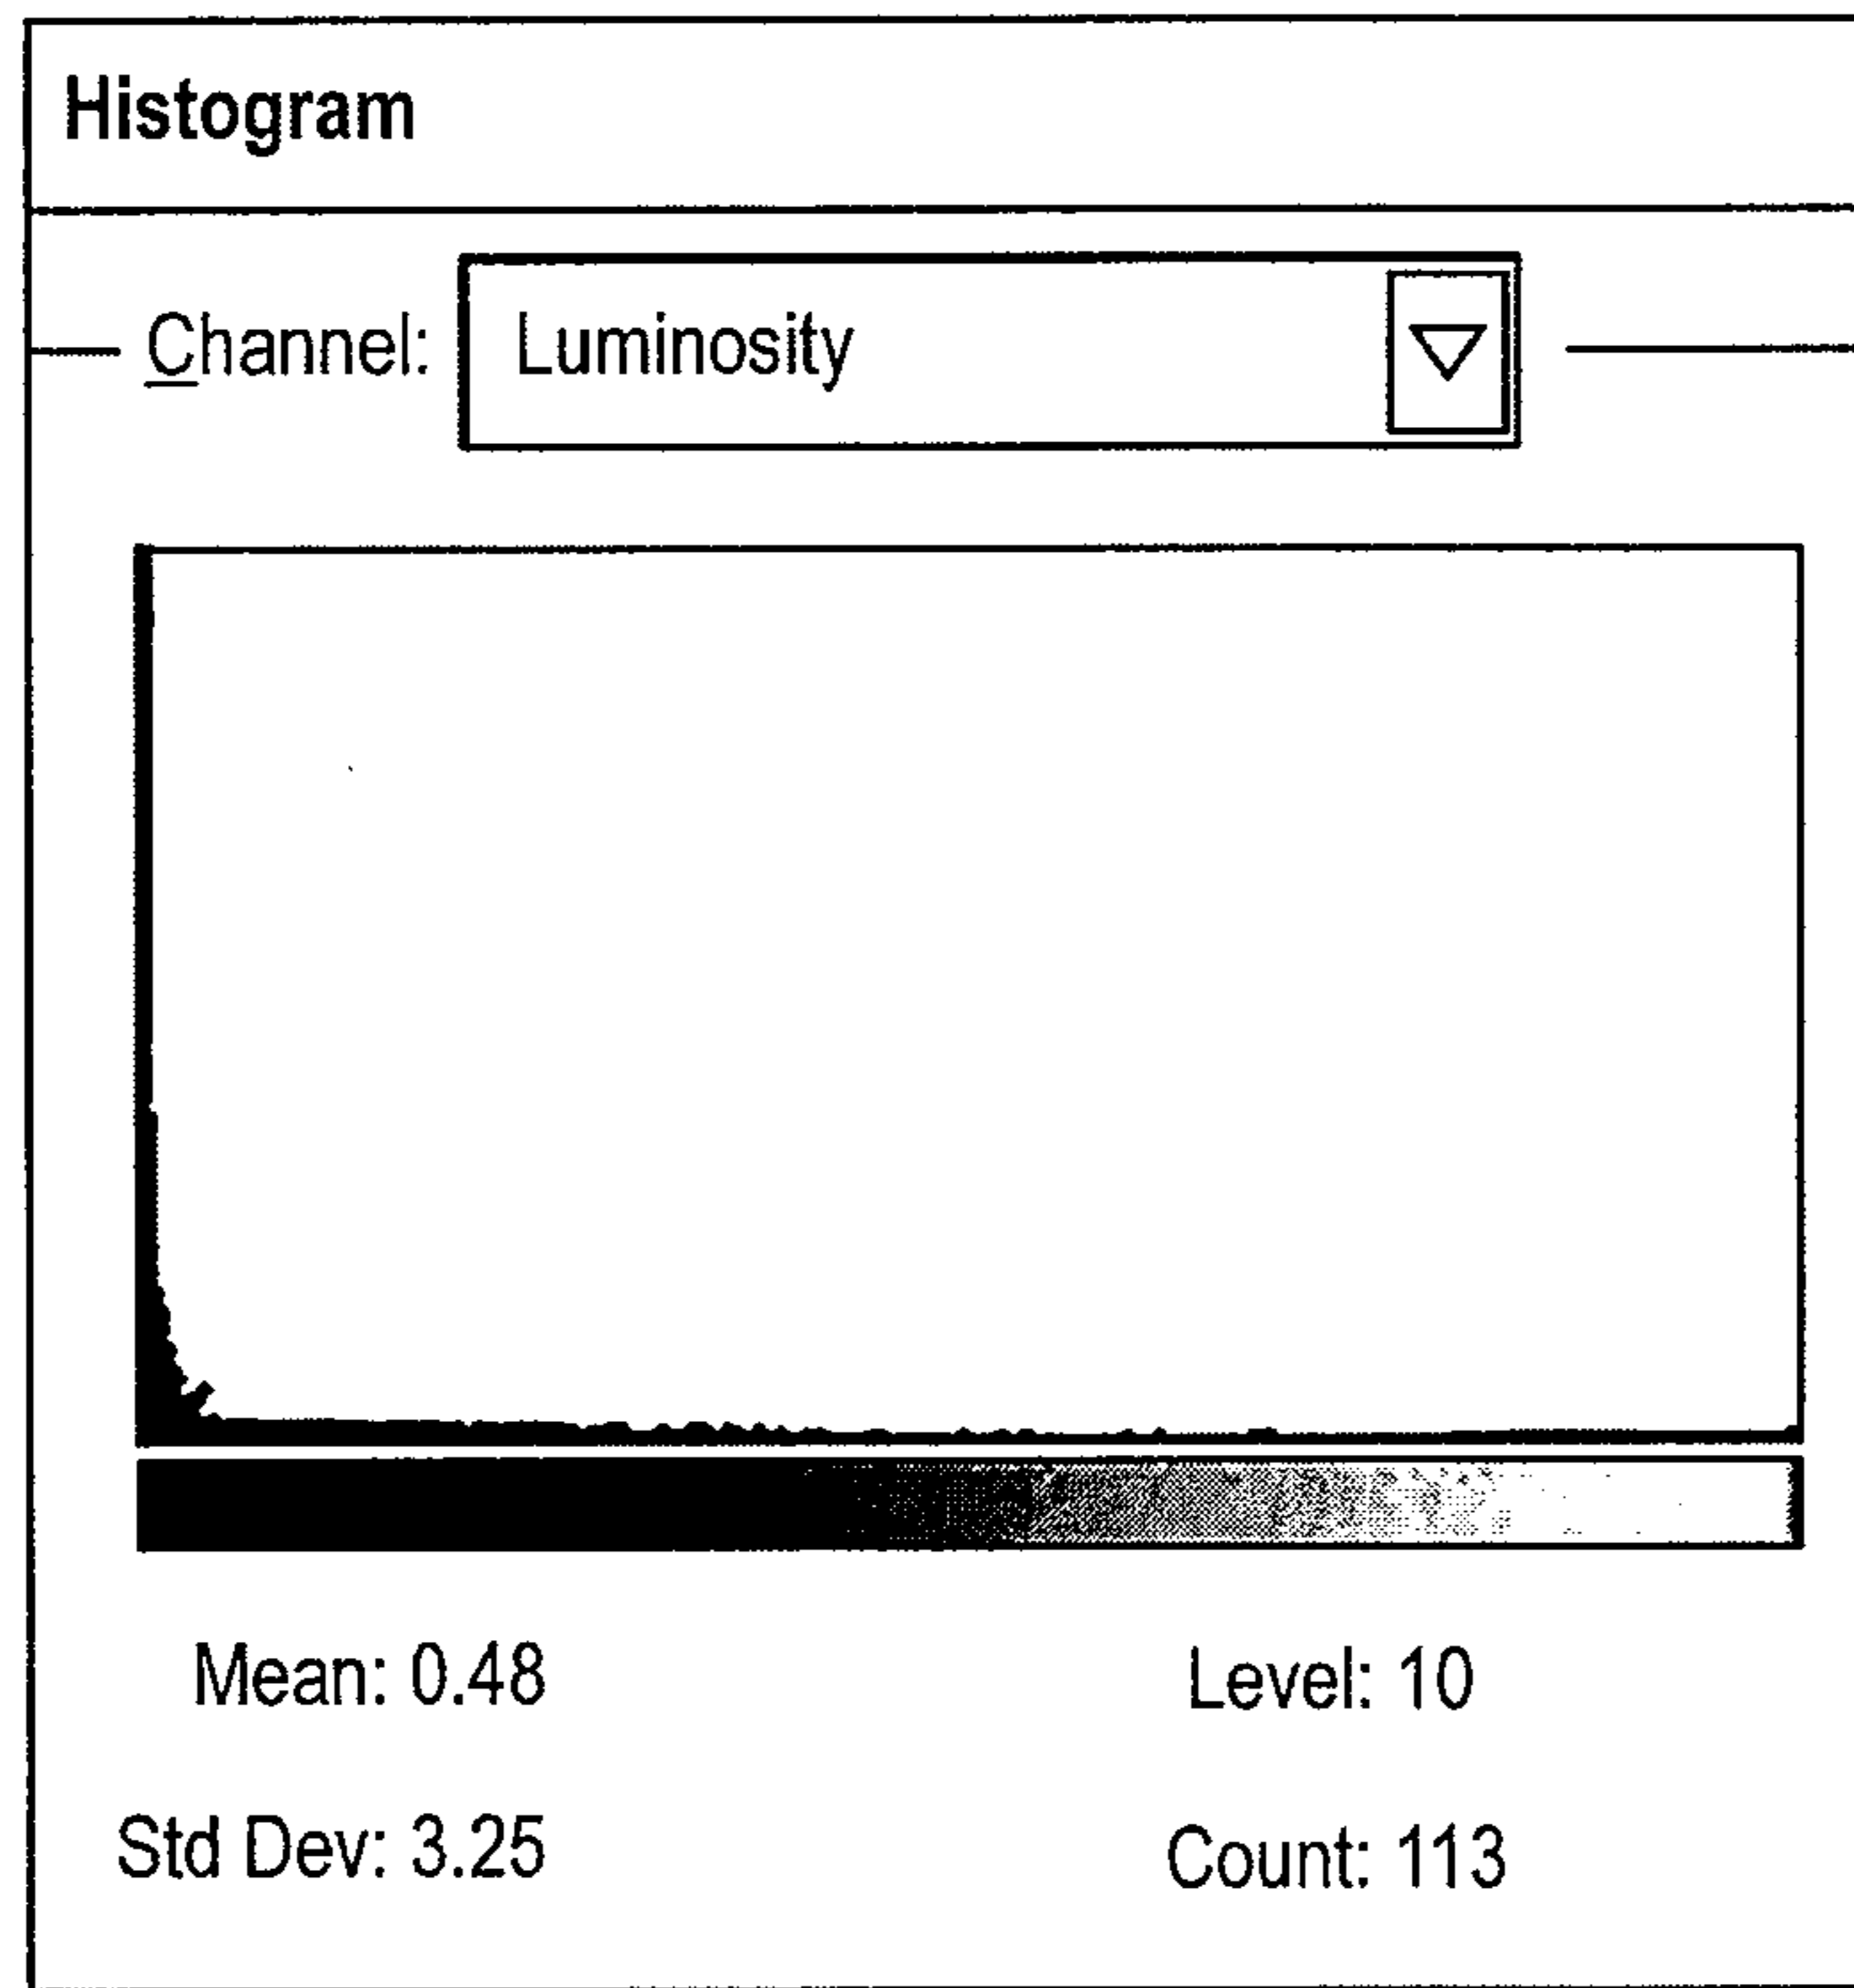 Histogram
Channel: Luminosity
Mean: 0.48 Level: 10
Std Dev: 3.25 Count: 113